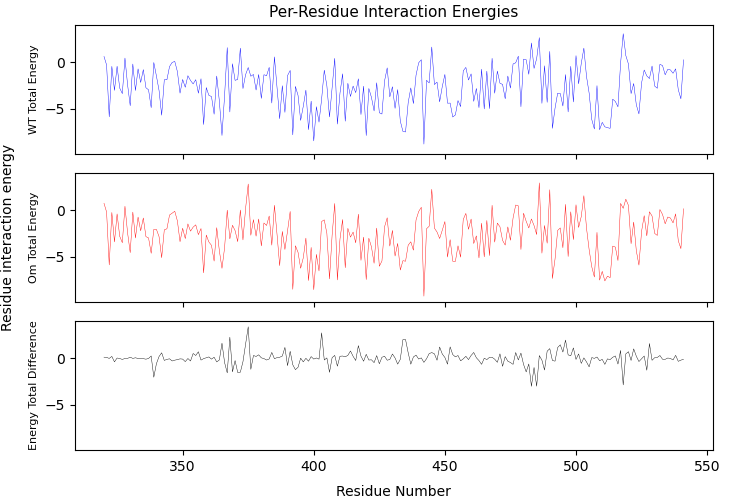 Per-Residue Interaction Energies
Residue interaction energy
WT Total Energy
0
−5
Om Total Energy
0
−5
Energy Total Difference
0
−5
350
400
450
500
550
Residue Number